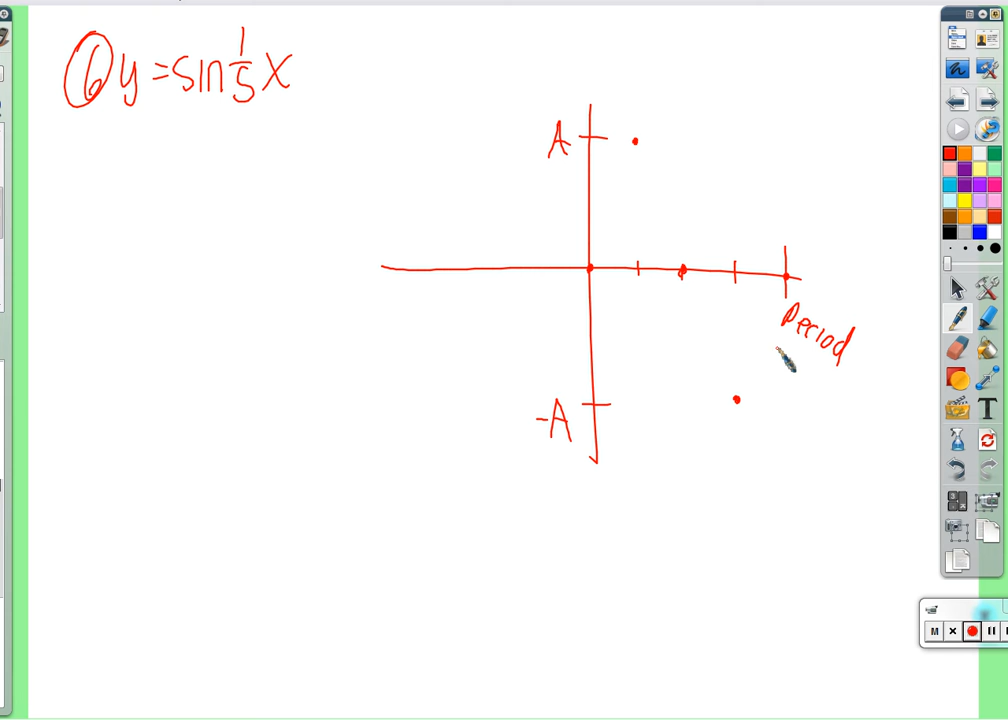 ⑥ y = sin 1/5 x
A
Period
-A
M
T